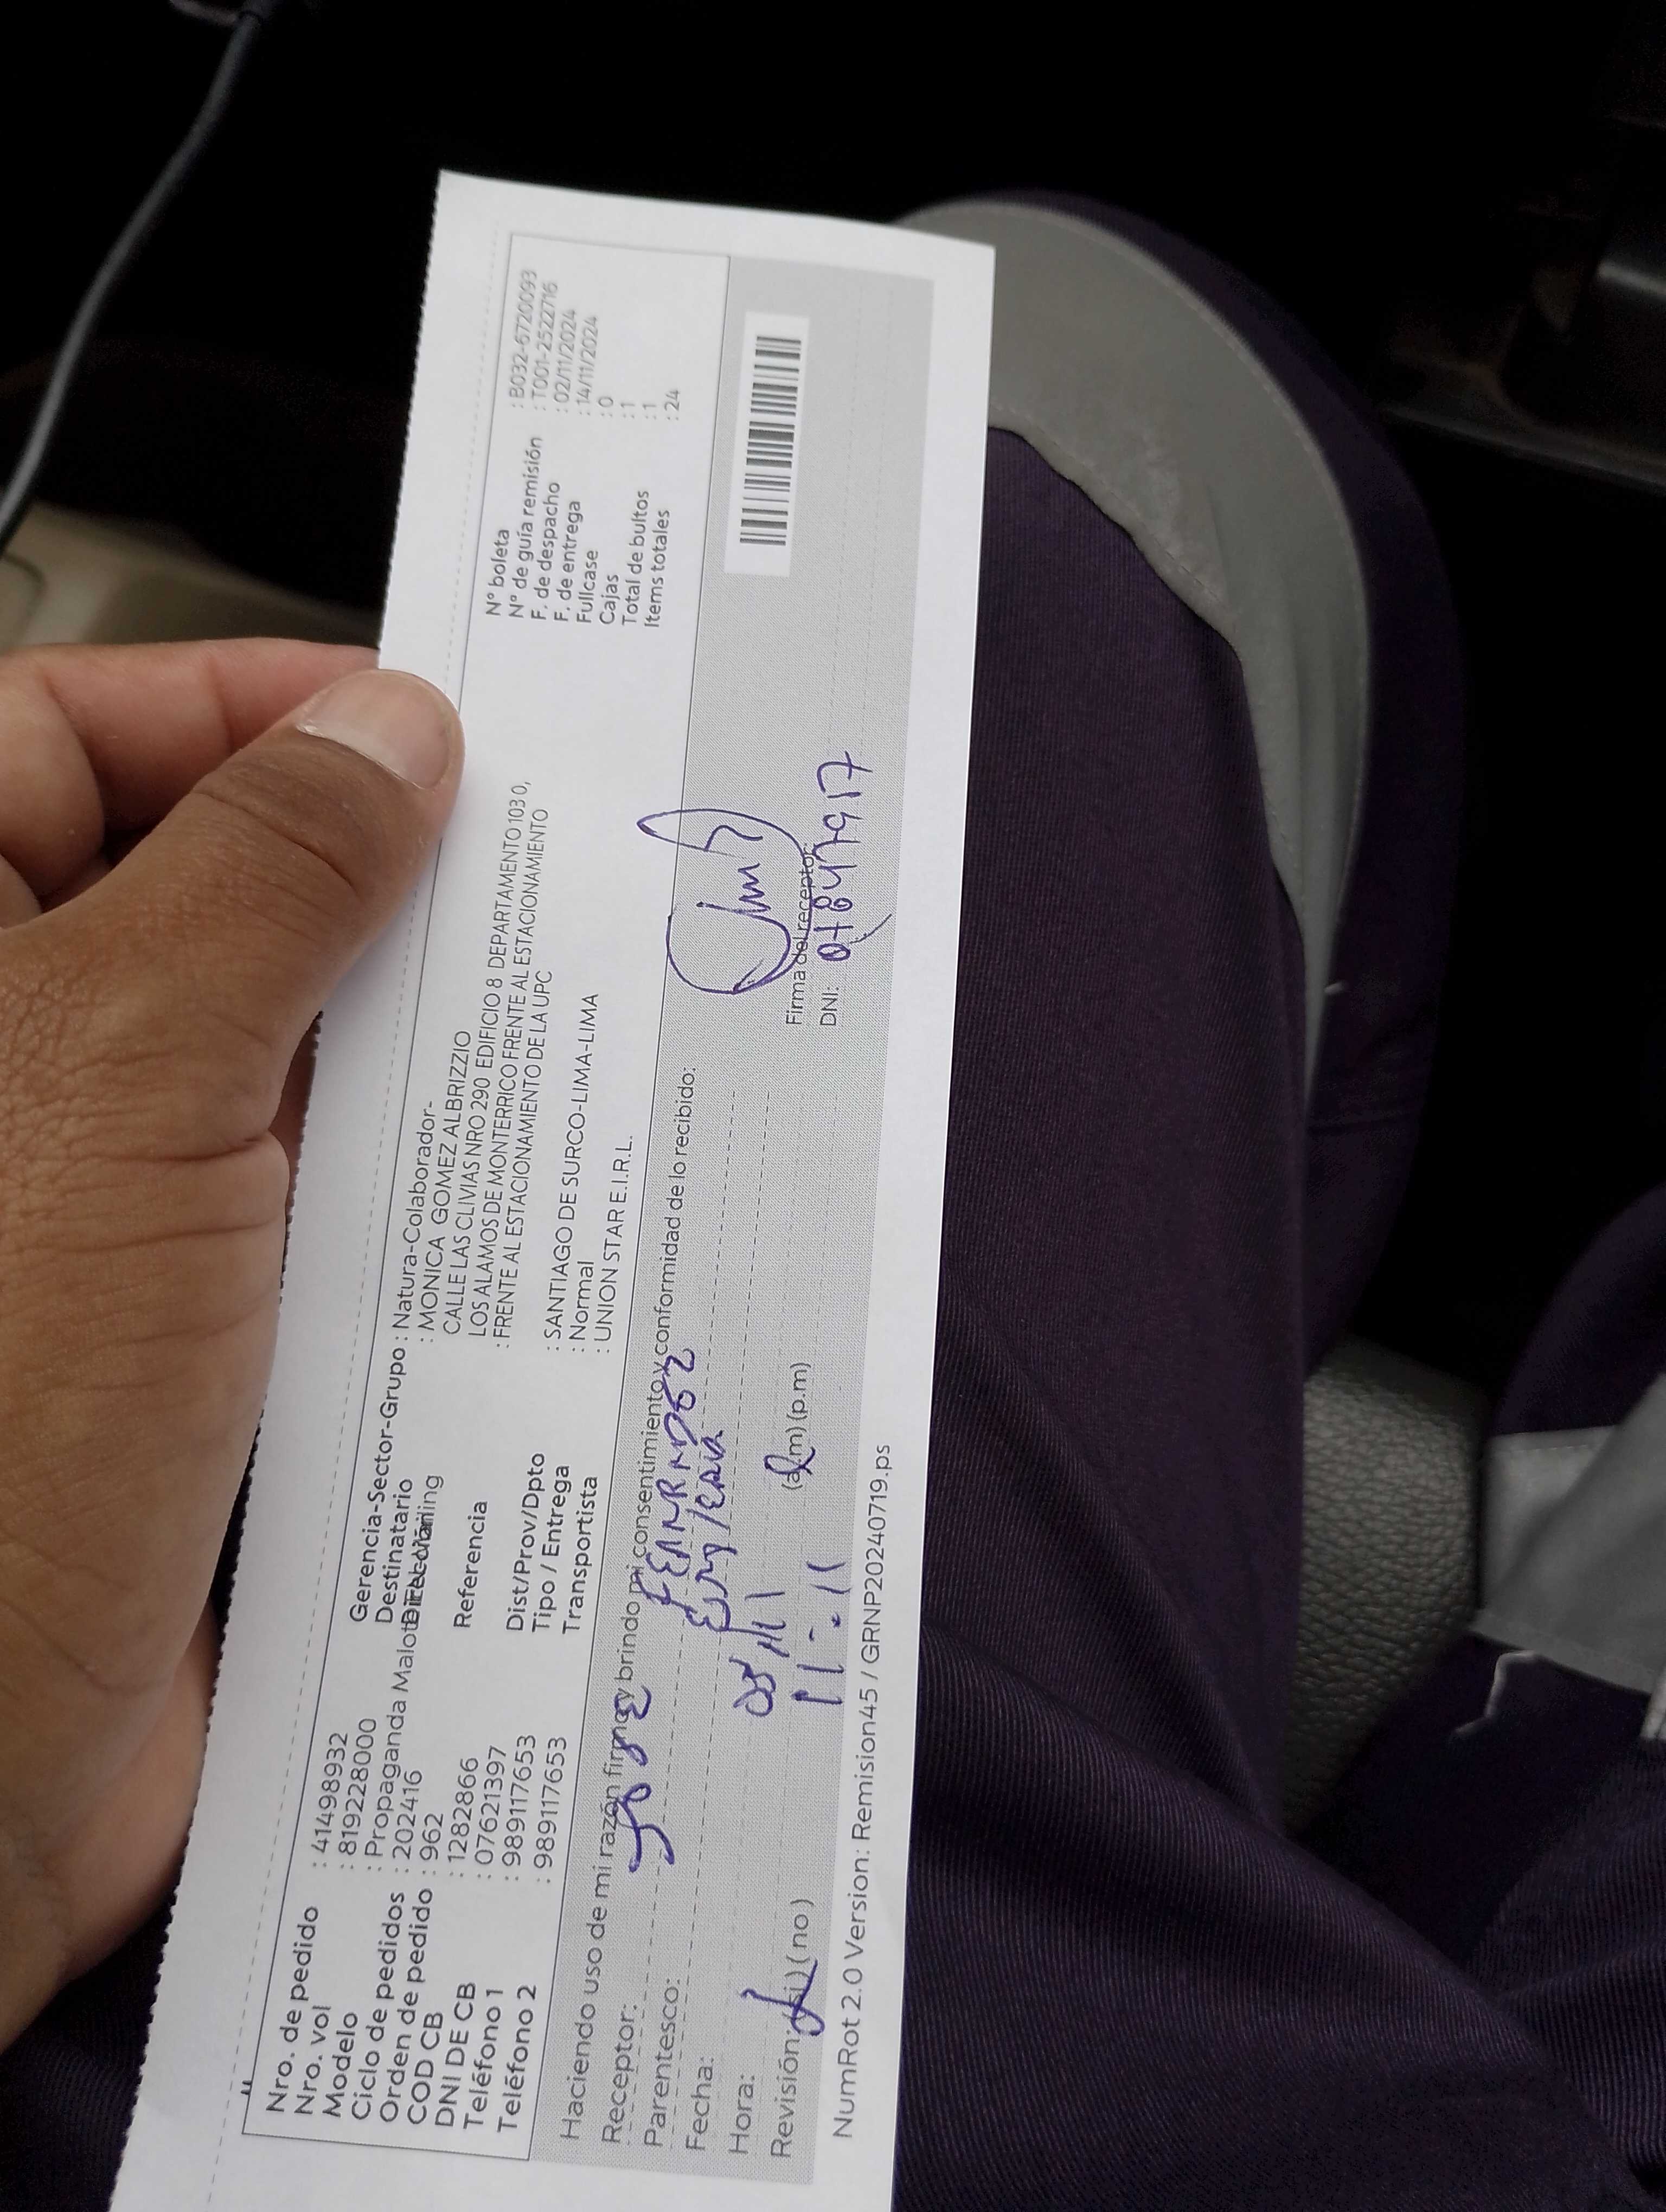 Nro. de pedido : 41498932
Nro. vol : 819228000
Modelo : Propaganda Malote
Ciclo de pedidos : 202416
Orden de pedido : 962
COD CB : 1282866
DNI DE CB : 07621397
Teléfono 1 : 989117653
Teléfono 2 : 989117653
Gerencia-Sector-Grupo : Natura-Colaborador-
Destinatario : MONICA GOMEZ ALBRIZZIO
CALLE LAS CLIVIAS NRO 290 EDIFICIO 8 DEPARTAMENTO 1030,
LOS ALAMOS DE MONTERRICO FRENTE AL ESTACIONAMIENTO
Referencia : FRENTE AL ESTACIONAMIENTO DE LA UPC
Dist/Prov/Dpto : SANTIAGO DE SURCO-LIMA-LIMA
Tipo / Entrega : Normal
Transportista : UNION STAR E.I.R.L.
N° boleta : B032-6720093
N° de guía remisión : T001-2522716
F. de despacho : 02/11/2024
F. de entrega : 14/11/2024
Fullcase : 0
Cajas : 1
Total de bultos : 1
Items totales : 24
Haciendo uso de mi razón firmo y brindo mi consentimiento y conformidad de lo recibido:
Receptor: JOSE
Parentesco:
Fecha:
Hora: 11:11 (a.m) (p.m)
Revisión: (si) (no)
Firma del receptor:
DNI:
NumRot 2.0 Version: Remision45 / GRNP20240719.ps